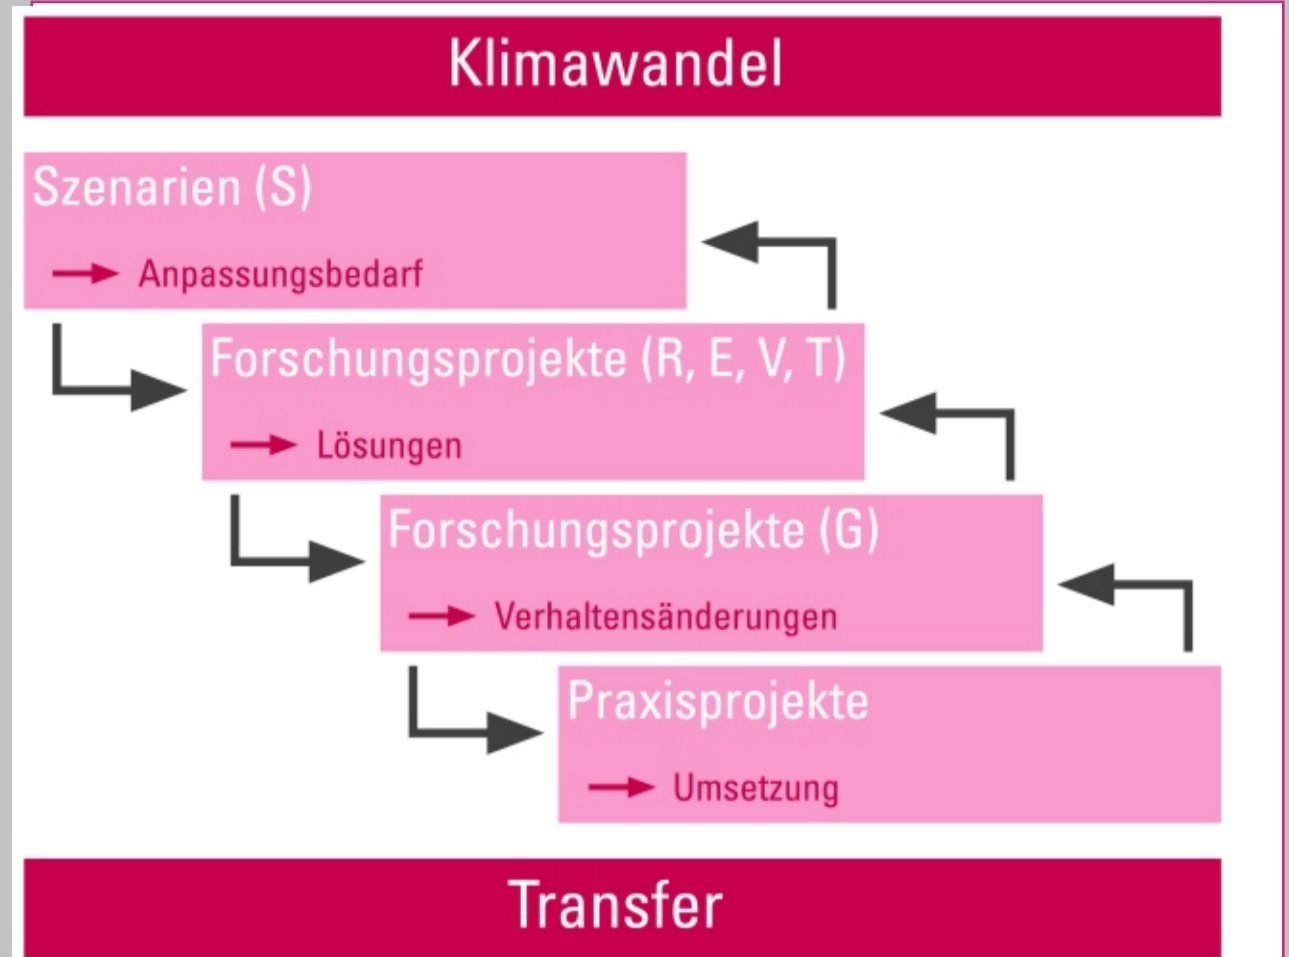 Klimawandel
Szenarien (S)
Anpassungsbedarf
Forschungsprojekte (R, E, V, T)
Lösungen
Forschungsprojekte (G)
Verhaltensänderungen
Praxisprojekte
Umsetzung
Transfer